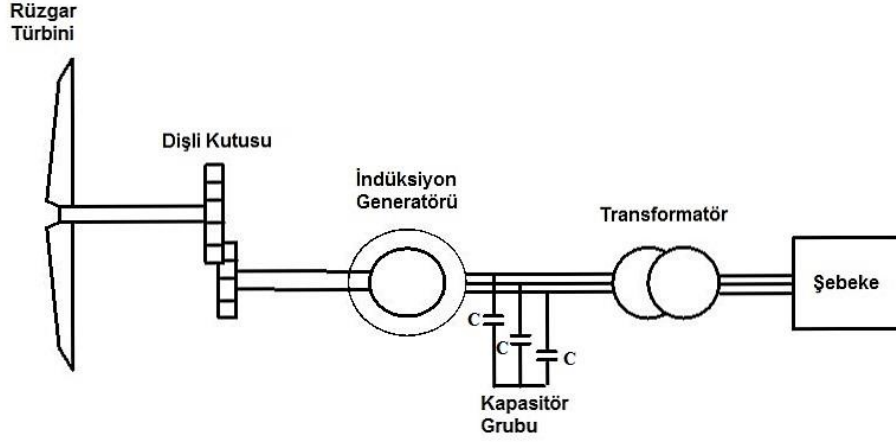 Rüzgar
Türbini
Dişli Kutusu
İndüksiyon
Generatörü
Transformatör
Şebeke
C
C
C
Kapasitör
Grubu